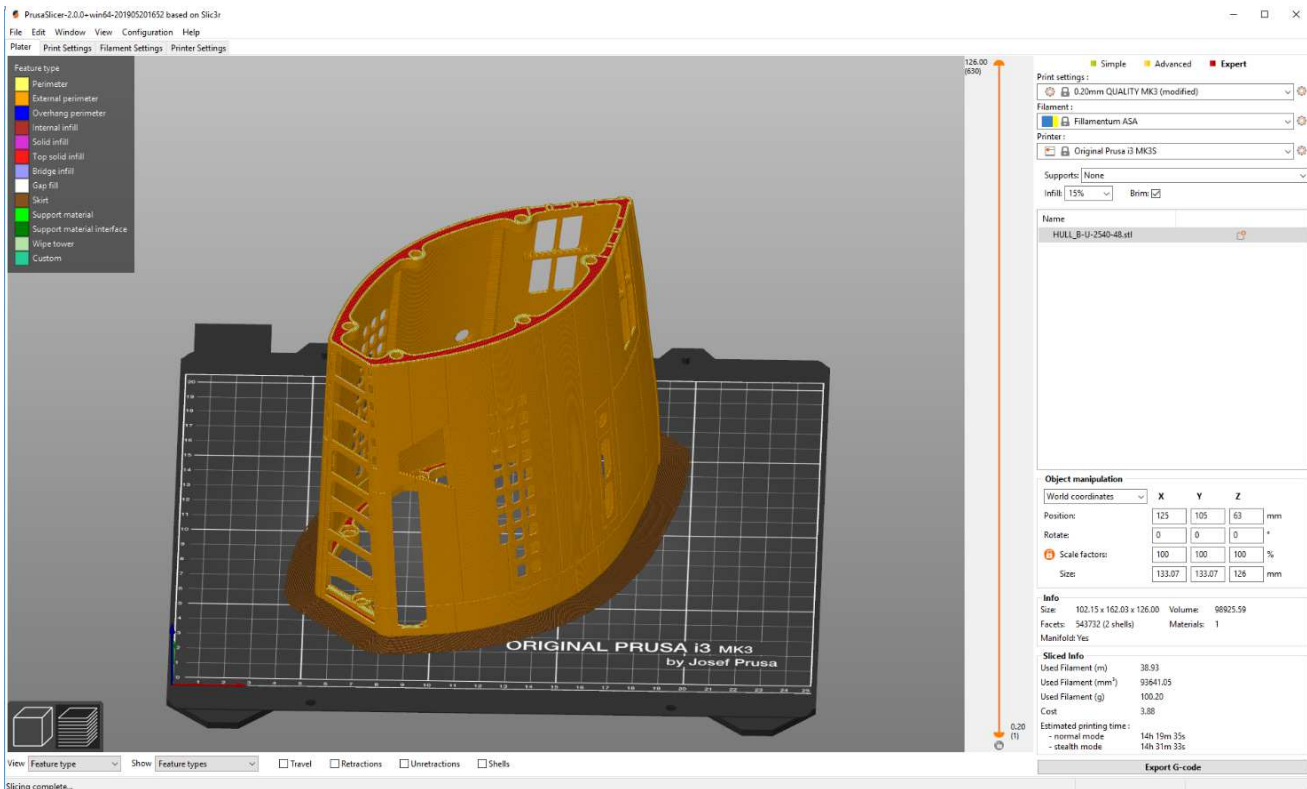 PrusaSlicer-2.0.0+win64-201905201652 based on Slic3r
File Edit Window View Configuration Help
Plater Print Settings Filament Settings Printer Settings
Feature type
Perimeter
External perimeter
Overhang perimeter
Internal infill
Solid infill
Top solid infill
Bridge infill
Gap fill
Skirt
Support material
Support material interface
Wipe tower
Custom
ORIGINAL PRUSA i3 MK3
by Josef Prusa
126.00
(630)
0.20
(1)
Simple Advanced Expert
Print settings :
0.20mm QUALITY MK3 (modified)
Filament :
Fillamentum ASA
Printer :
Original Prusa i3 MK3S
Supports: None
Infill: 15% Brim:
Name
HULL_B-U-2540-48.stl
Object manipulation
World coordinates X Y Z
Position: 125 105 63 mm
Rotate: 0 0 0 °
Scale factors: 100 100 100 %
Size: 133.07 133.07 126 mm
Info
Size: 102.15 x 162.03 x 126.00 Volume: 98925.59
Facets: 543732 (2 shells) Materials: 1
Manifold: Yes
Sliced Info
Used Filament (m) 38.93
Used Filament (mm³) 93641.05
Used Filament (g) 100.20
Cost 3.88
Estimated printing time :
- normal mode 14h 19m 35s
- stealth mode 14h 31m 33s
Export G-code
View Feature type Show Feature types Travel Retractions Unretractions Shells
Slicing complete...